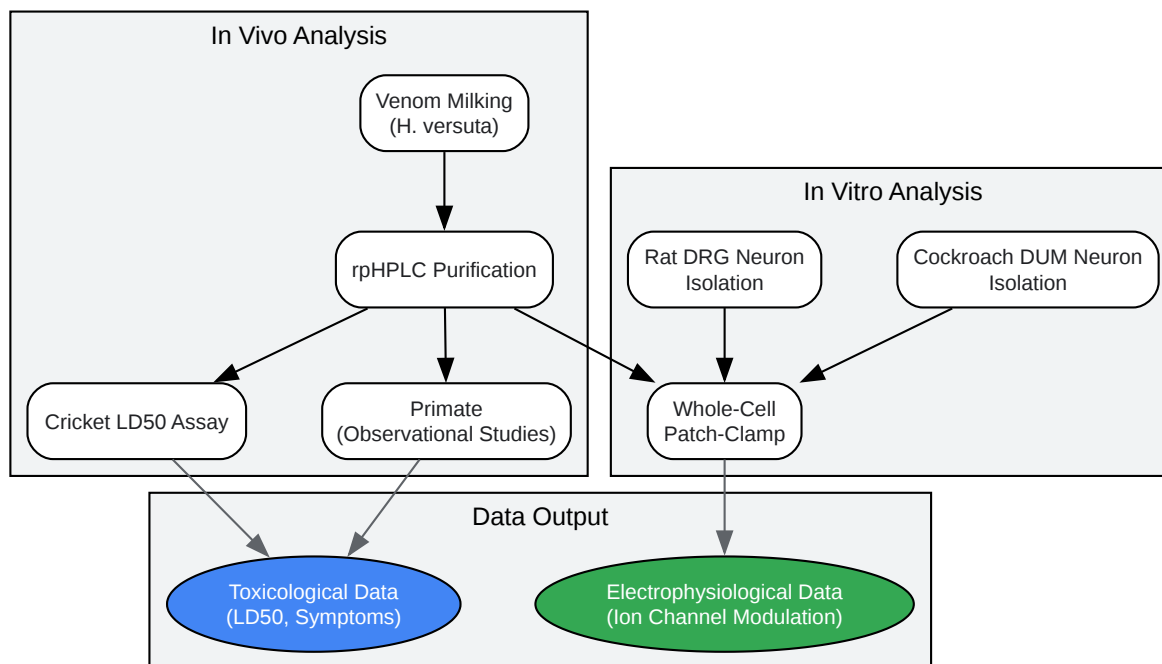 In Vivo Analysis
Venom Milking
(H. versuta)
In Vitro Analysis
rpHPLC Purification
Rat DRG Neuron
Isolation
Cockroach DUM Neuron
Isolation
Cricket LD50 Assay
Primate
(Observational Studies)
Whole-Cell
Patch-Clamp
Data Output
Toxicological Data
(LD50, Symptoms)
Electrophysiological Data
(Ion Channel Modulation)